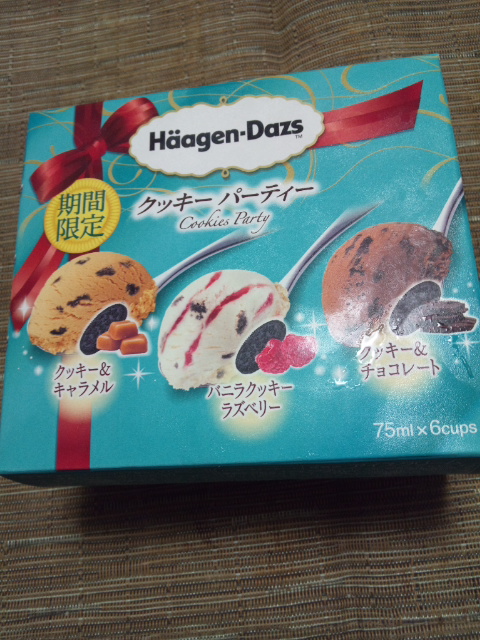 Häagen-Dazs™
クッキー パーティー
Cookies Party
期間
限定
クッキー&
キャラメル
バニラクッキー
ラズベリー
クッキー&
チョコレート
75ml×6cups